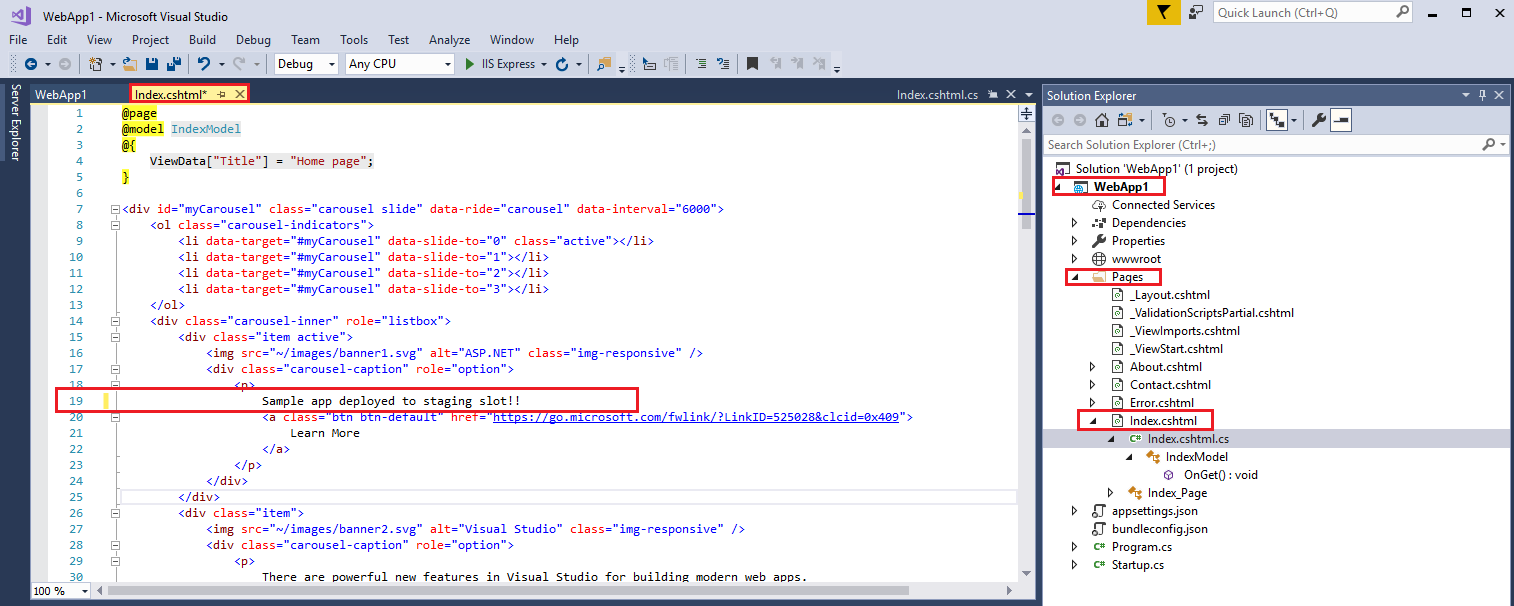 WebApp1 - Microsoft Visual Studio
Quick Launch (Ctrl+Q)
File Edit View Project Build Debug Team Tools Test Analyze Window Help
Debug Any CPU IIS Express
Server Explorer
WebApp1 Index.cshtml* Index.cshtml.cs
1 @page
2 @model IndexModel
3 @{
4 ViewData["Title"] = "Home page";
5 }
6
7 <div id="myCarousel" class="carousel slide" data-ride="carousel" data-interval="6000">
8 <ol class="carousel-indicators">
9 <li data-target="#myCarousel" data-slide-to="0" class="active"></li>
10 <li data-target="#myCarousel" data-slide-to="1"></li>
11 <li data-target="#myCarousel" data-slide-to="2"></li>
12 <li data-target="#myCarousel" data-slide-to="3"></li>
13 </ol>
14 <div class="carousel-inner" role="listbox">
15 <div class="item active">
16 <img src="~/images/banner1.svg" alt="ASP.NET" class="img-responsive" />
17 <div class="carousel-caption" role="option">
18 <p>
19 Sample app deployed to staging slot!!
20 <a class="btn btn-default" href="https://go.microsoft.com/fwlink/?LinkID=525028&clcid=0x409">
21 Learn More
22 </a>
23 </p>
24 </div>
25 </div>
26 <div class="item">
27 <img src="~/images/banner2.svg" alt="Visual Studio" class="img-responsive" />
28 <div class="carousel-caption" role="option">
29 <p>
30 There are powerful new features in Visual Studio for building modern web apps.
100 %
Solution Explorer
Search Solution Explorer (Ctrl+;)
Solution 'WebApp1' (1 project)
WebApp1
Connected Services
Dependencies
Properties
wwwroot
Pages
_Layout.cshtml
_ValidationScriptsPartial.cshtml
_ViewImports.cshtml
_ViewStart.cshtml
About.cshtml
Contact.cshtml
Error.cshtml
Index.cshtml
C# Index.cshtml.cs
IndexModel
OnGet() : void
Index_Page
appsettings.json
bundleconfig.json
C# Program.cs
C# Startup.cs